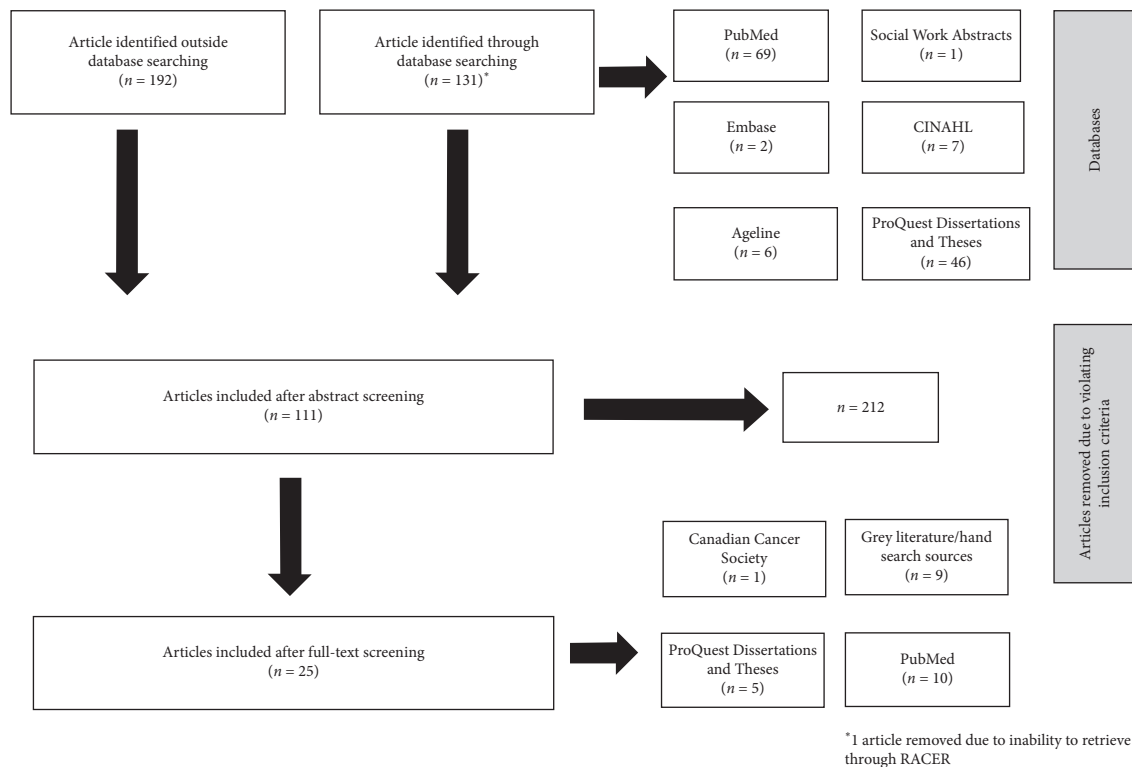 Article identified outside
database searching
(n = 192)
Article identified through
database searching
(n = 131)*
PubMed
(n = 69)
Social Work Abstracts
(n = 1)
Embase
(n = 2)
CINAHL
(n = 7)
Ageline
(n = 6)
ProQuest Dissertations
and Theses
(n = 46)
Databases
Articles included after abstract screening
(n = 111)
n = 212
Articles removed due to violating
inclusion criteria
Canadian Cancer
Society
(n = 1)
Grey literature/hand
search sources
(n = 9)
Articles included after full-text screening
(n = 25)
ProQuest Dissertations
and Theses
(n = 5)
PubMed
(n = 10)
*1 article removed due to inability to retrieve
through RACER